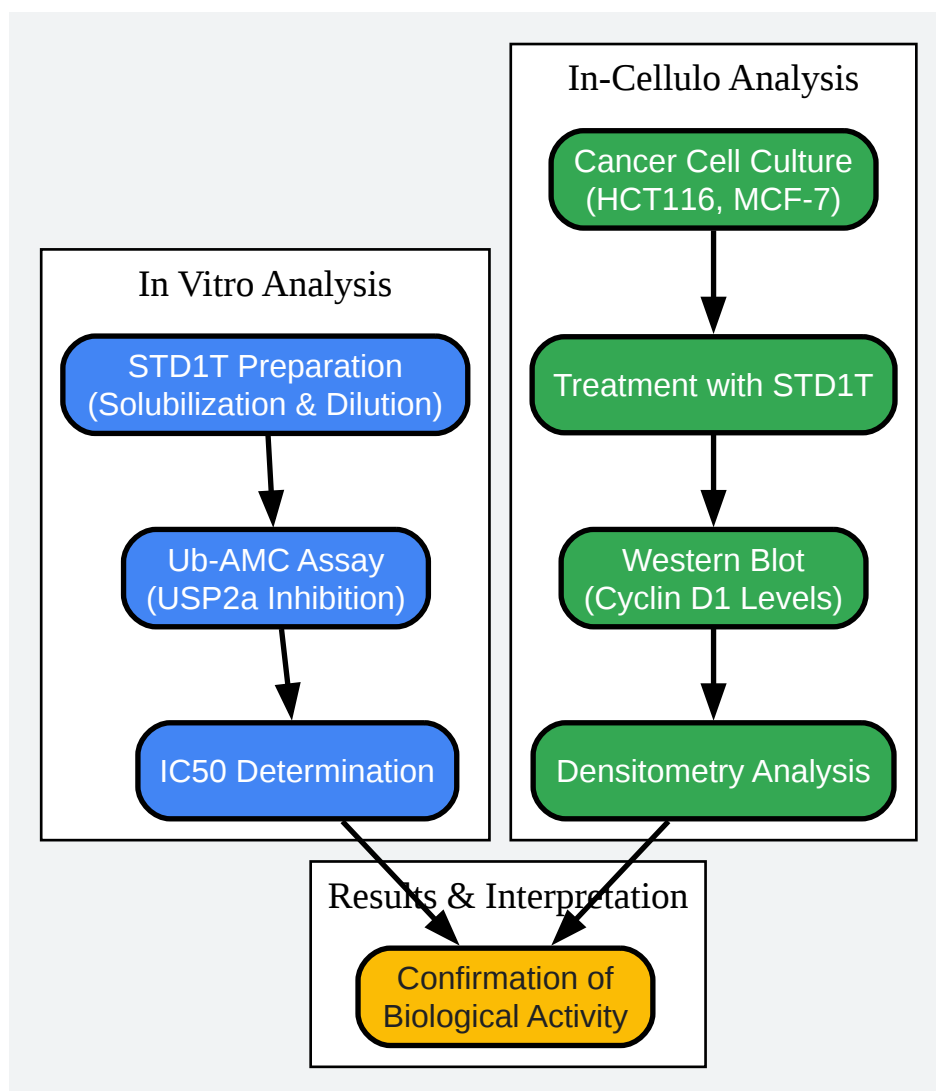 In Vitro Analysis
STD1T Preparation
(Solubilization & Dilution)
Ub-AMC Assay
(USP2a Inhibition)
IC50 Determination
In-Cellulo Analysis
Cancer Cell Culture
(HCT116, MCF-7)
Treatment with STD1T
Western Blot
(Cyclin D1 Levels)
Densitometry Analysis
Results & Interpretation
Confirmation of
Biological Activity